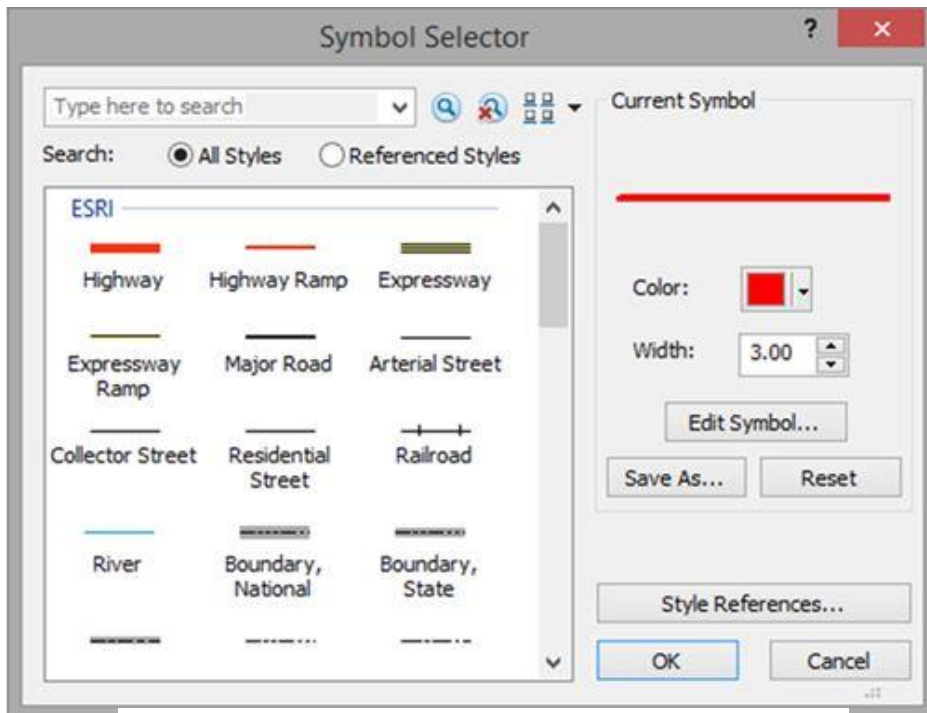 Symbol Selector
?
Type here to search
Search:
All Styles
Referenced Styles
ESRI
Highway
Highway Ramp
Expressway
Expressway
Ramp
Major Road
Arterial Street
Collector Street
Residential
Street
Railroad
River
Boundary,
National
Boundary,
State
Current Symbol
Color:
Width:
3.00
Edit Symbol...
Save As...
Reset
Style References...
OK
Cancel